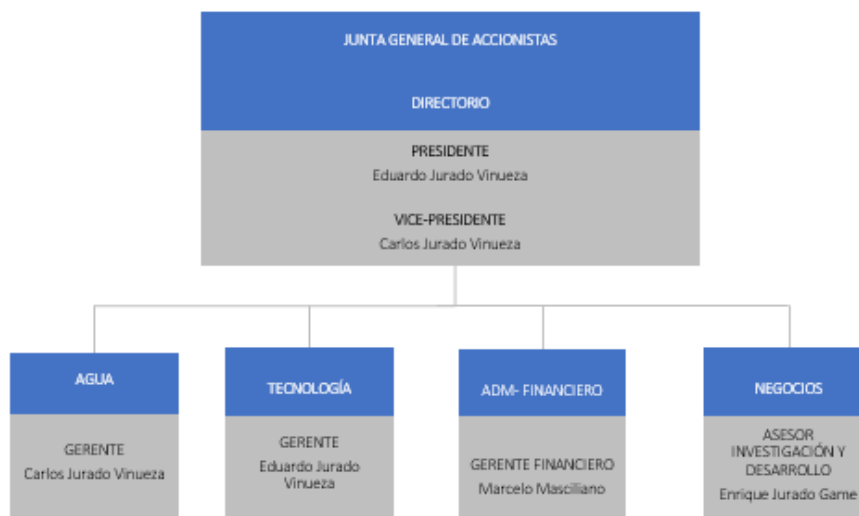 JUNTA GENERAL DE ACCIONISTAS
DIRECTORIO
PRESIDENTE
Eduardo Jurado Vinueza
VICE-PRESIDENTE
Carlos Jurado Vinueza
AGUA
GERENTE
Carlos Jurado Vinueza
TECNOLOGÍA
GERENTE
Eduardo Jurado
Vinueza
ADM- FINANCIERO
GERENTE FINANCIERO
Marcelo Masciliano
NEGOCIOS
ASESOR
INVESTIGACIÓN Y
DESARROLLO
Enrique Jurado Game